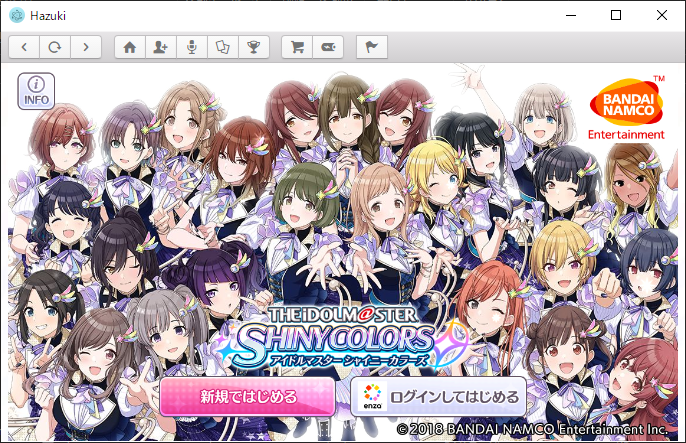 Hazuki
INFO
BANDAI
NAMCO
TM
Entertainment
THE iDOLM@STER
SHINY COLORS
アイドルマスター シャイニーカラーズ
新規ではじめる
enza
ログインしてはじめる
© 2018 BANDAI NAMCO Entertainment Inc.